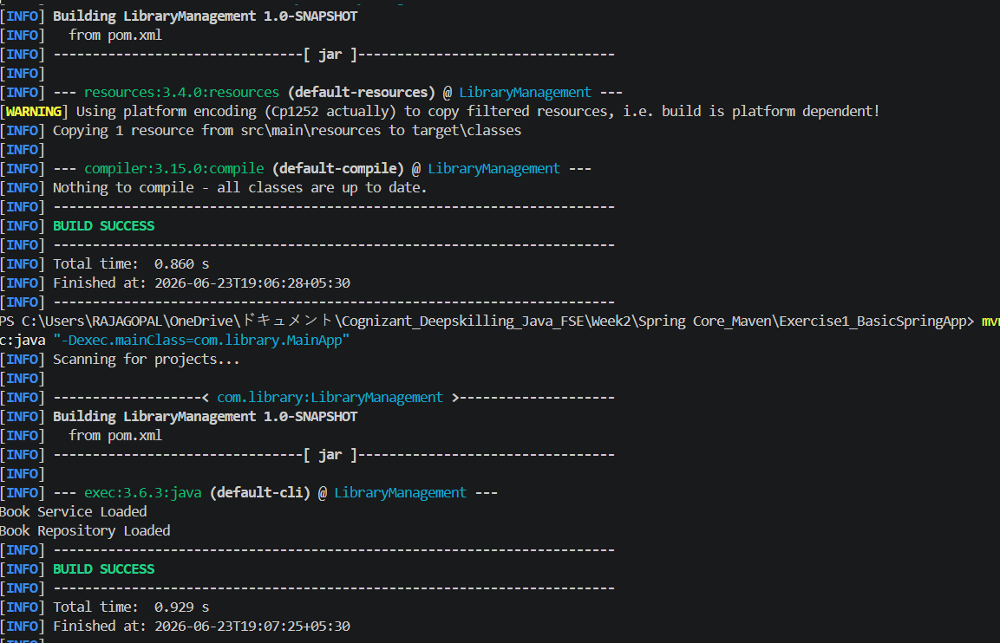 [INFO] Building LibraryManagement 1.0-SNAPSHOT
[INFO]   from pom.xml
[INFO] --------------------------------[ jar ]---------------------------------
[INFO]
[INFO] --- resources:3.4.0:resources (default-resources) @ LibraryManagement ---
[WARNING] Using platform encoding (Cp1252 actually) to copy filtered resources, i.e. build is platform dependent!
[INFO] Copying 1 resource from src\main\resources to target\classes
[INFO]
[INFO] --- compiler:3.15.0:compile (default-compile) @ LibraryManagement ---
[INFO] Nothing to compile - all classes are up to date.
[INFO] ------------------------------------------------------------------------
[INFO] BUILD SUCCESS
[INFO] ------------------------------------------------------------------------
[INFO] Total time:  0.860 s
[INFO] Finished at: 2026-06-23T19:06:28+05:30
[INFO] ------------------------------------------------------------------------
PS C:\Users\RAJAGOPAL\OneDrive\ドキュメント\Cognizant_Deepskilling_Java_FSE\Week2\Spring Core_Maven\Exercise1_BasicSpringApp> mvn
c:java "-Dexec.mainClass=com.library.MainApp"
[INFO] Scanning for projects...
[INFO]
[INFO] -------------------< com.library:LibraryManagement >--------------------
[INFO] Building LibraryManagement 1.0-SNAPSHOT
[INFO]   from pom.xml
[INFO] --------------------------------[ jar ]---------------------------------
[INFO]
[INFO] --- exec:3.6.3:java (default-cli) @ LibraryManagement ---
Book Service Loaded
Book Repository Loaded
[INFO] ------------------------------------------------------------------------
[INFO] BUILD SUCCESS
[INFO] ------------------------------------------------------------------------
[INFO] Total time:  0.929 s
[INFO] Finished at: 2026-06-23T19:07:25+05:30